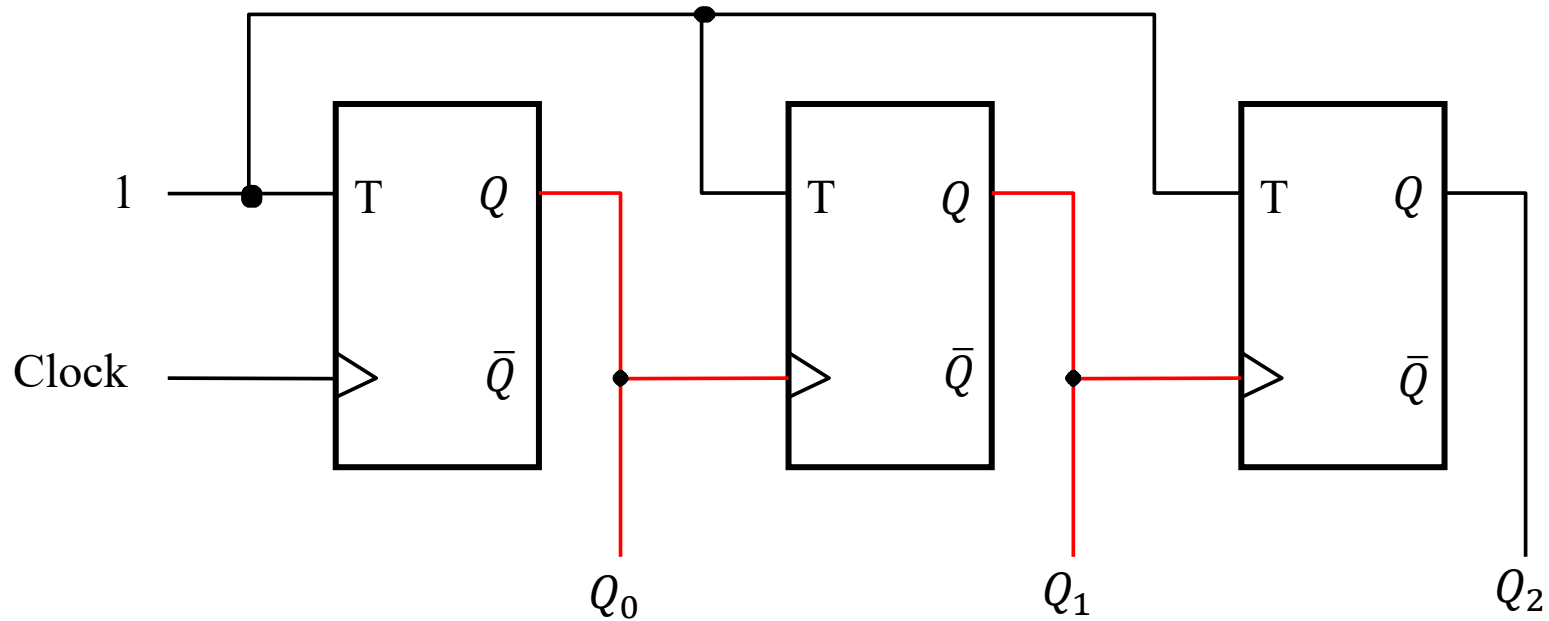 1 T Q T Q T Q
Clock Q̄ Q̄ Q̄
Q₀ Q₁ Q₂